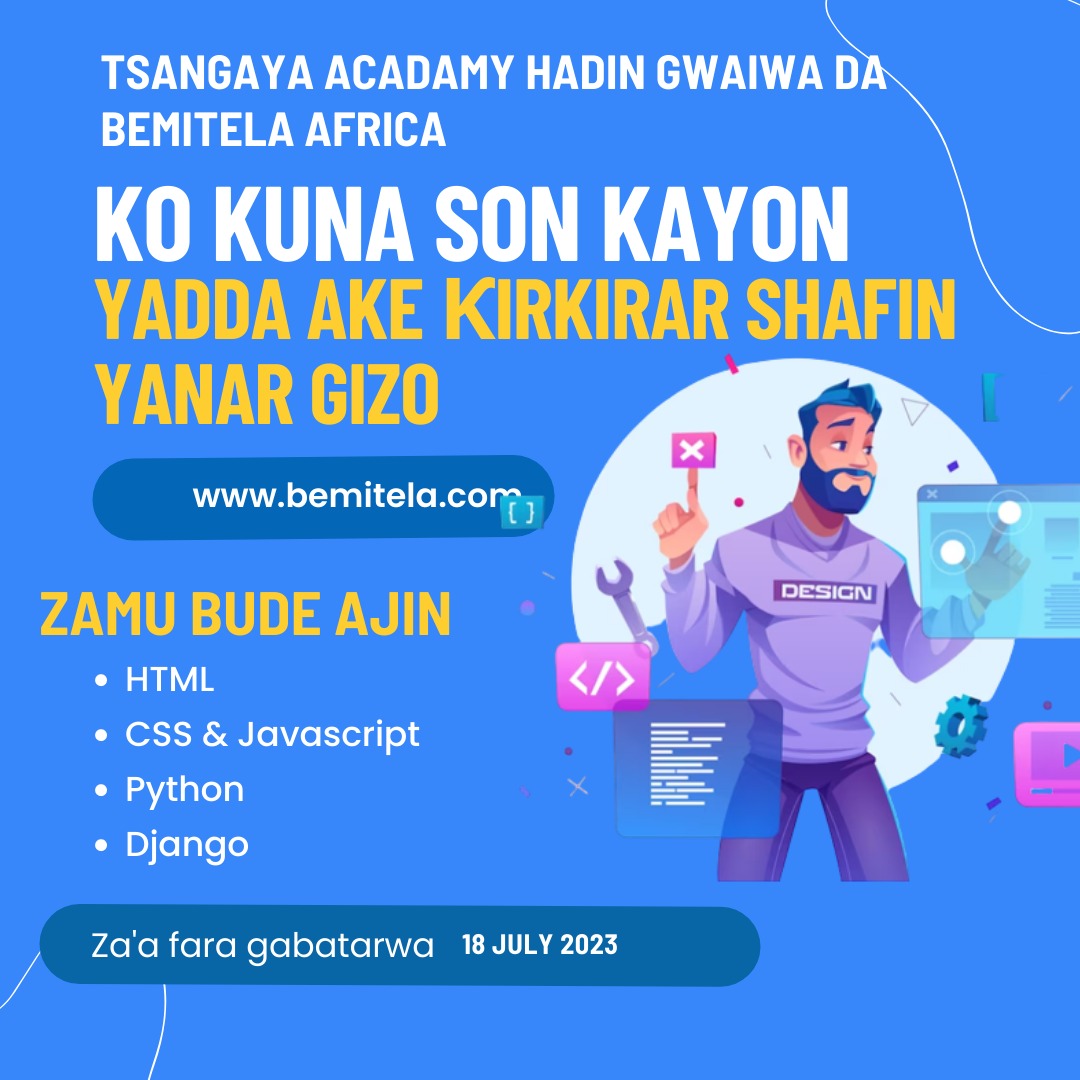 TSANGAYA ACADAMY HADIN GWAIWA DA
BEMITELA AFRICA
KO KUNA SON KAYON
YADDA AKE ƘIRKIRAR SHAFIN
YANAR GIZO
www.bemitela.com
{ }
DESIGN
</>
ZAMU BUDE AJIN
• HTML
• CSS & Javascript
• Python
• Django
Za'a fara gabatarwa 18 JULY 2023